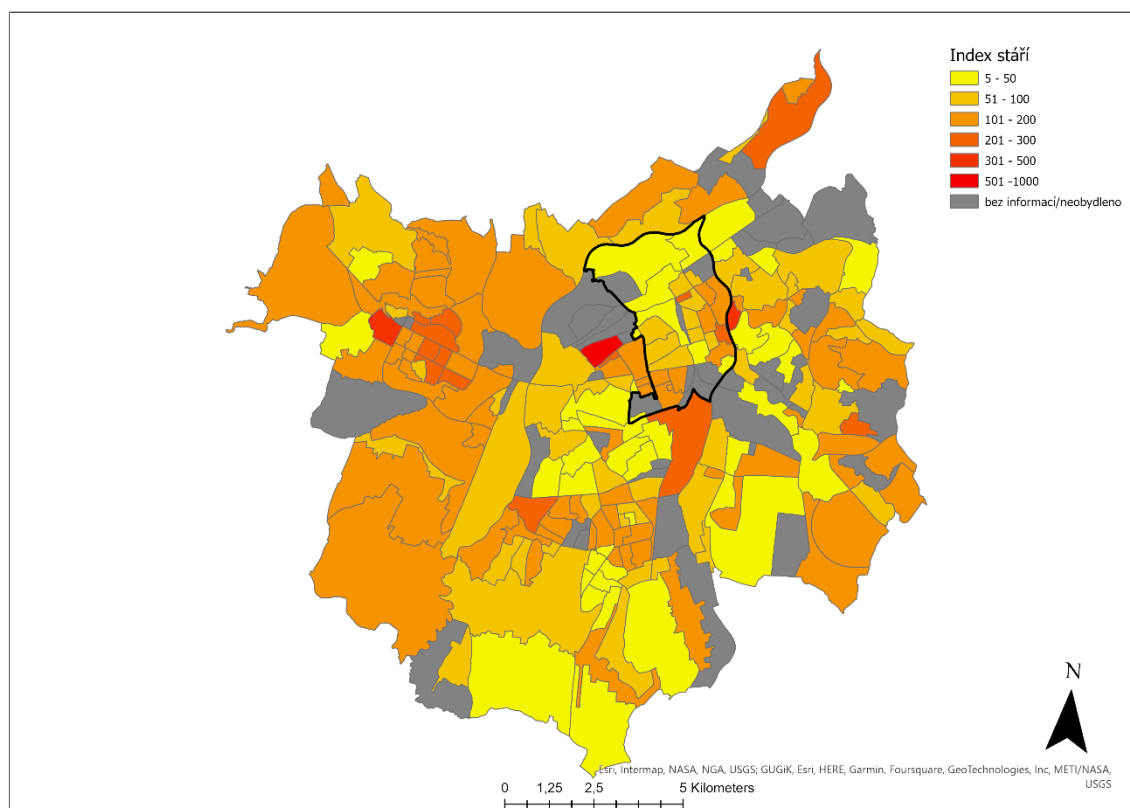 Index stáří
5 - 50
51 - 100
101 - 200
201 - 300
301 - 500
501 -1000
bez informací/neobydleno
N
Esri, Intermap, NASA, NGA, USGS; GUGiK, Esri, HERE, Garmin, Foursquare, GeoTechnologies, Inc, METI/NASA,
USGS
0 1,25 2,5 5 Kilometers